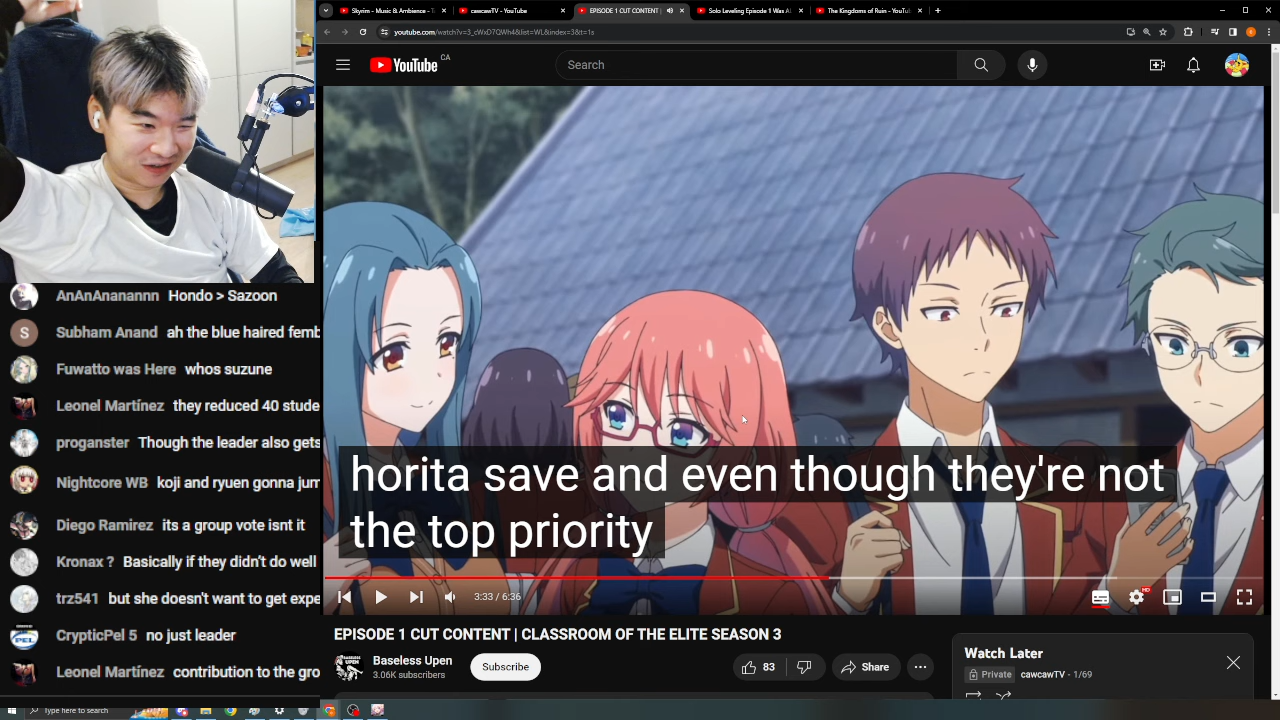 Skyrim - Music & Ambience - T
cawcawTV - YouTube
EPISODE 1 CUT CONTENT |
Solo Leveling Episode 1 Was A
The Kingdoms of Ruin - YouTu
youtube.com/watch?v=3_cWxD7QWh4&list=WL&index=3&t=1s
YouTube CA
Search
AnAnAnanannn Hondo > Sazoon
S Subham Anand ah the blue haired femb
Fuwatto was Here whos suzune
Leonel Martínez they reduced 40 stude
proganster Though the leader also gets
Nightcore WB koji and ryuen gonna jum
Diego Ramirez its a group vote isnt it
Kronax ? Basically if they didn't do well
trz541 but she doesn't want to get expe
CrypticPel 5 no just leader
Leonel Martínez contribution to the gro
horita save and even though they're not
the top priority
3:33 / 6:36
HD
EPISODE 1 CUT CONTENT | CLASSROOM OF THE ELITE SEASON 3
BASELESS UPEN
Baseless Upen
3.06K subscribers
Subscribe
83
Share
Watch Later
Private cawcawTV - 1/69
Type here to search